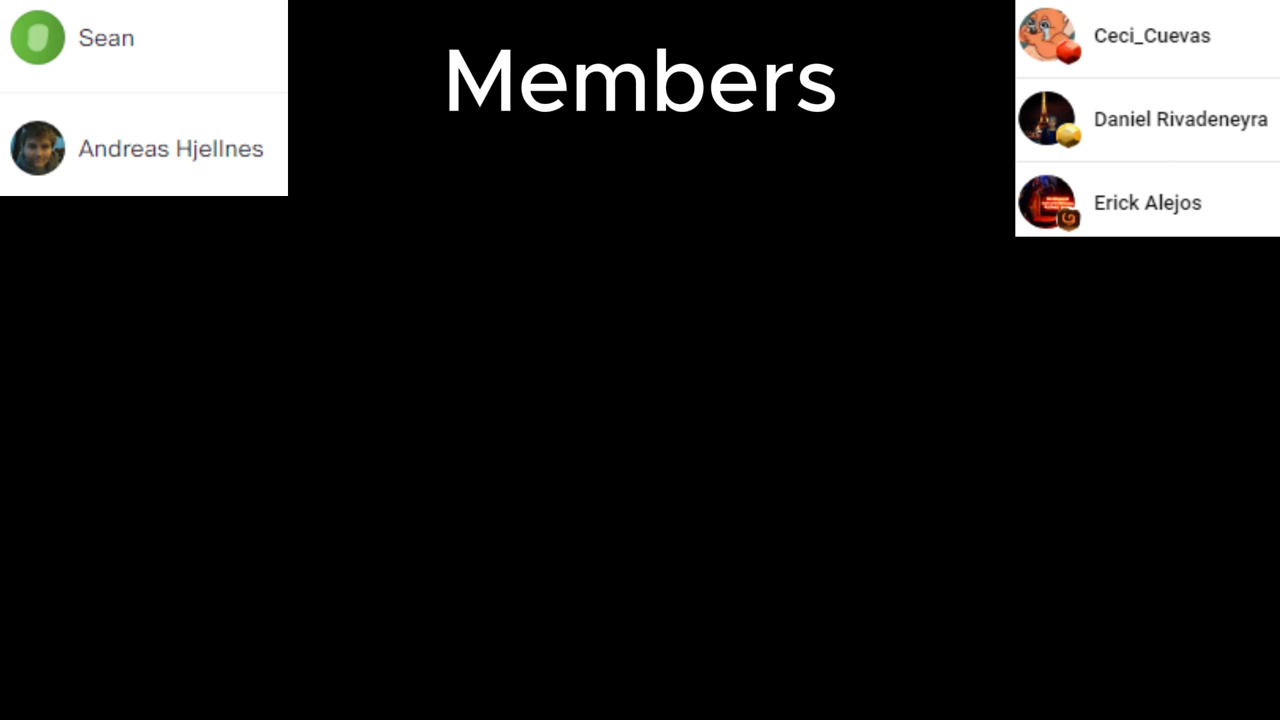 Sean
Andreas Hjellnes
Members
Ceci_Cuevas
Daniel Rivadeneyra
Erick Alejos